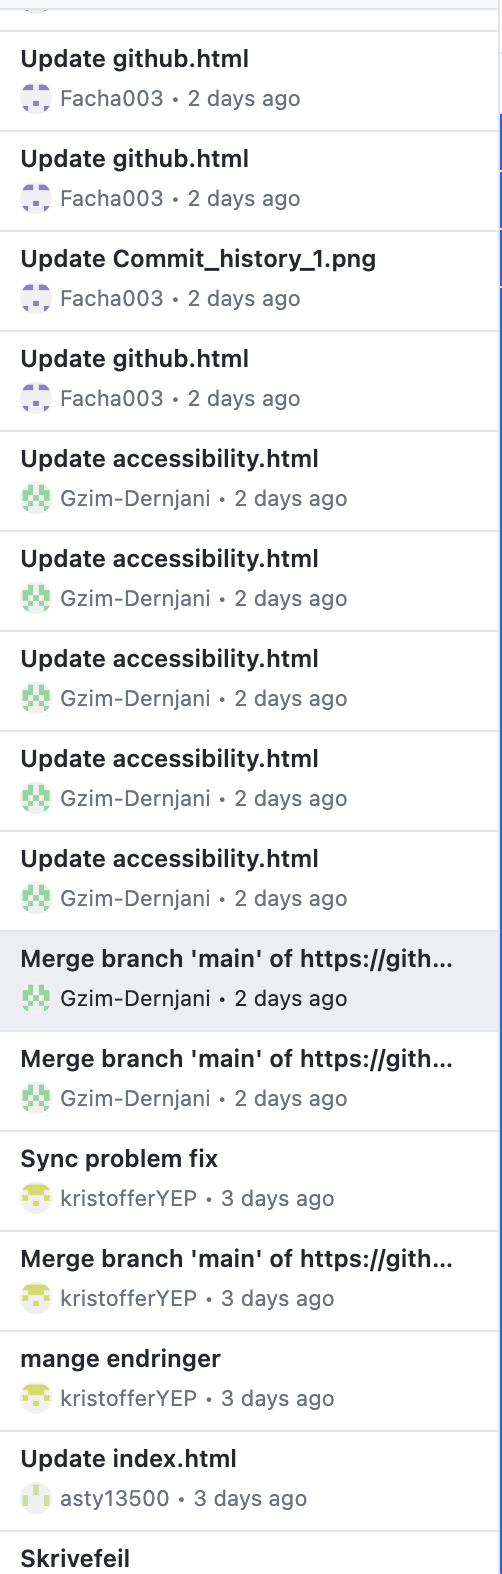 Update github.html
Facha003 • 2 days ago
Update github.html
Facha003 • 2 days ago
Update Commit_history_1.png
Facha003 • 2 days ago
Update github.html
Facha003 • 2 days ago
Update accessibility.html
Gzim-Dernjani • 2 days ago
Update accessibility.html
Gzim-Dernjani • 2 days ago
Update accessibility.html
Gzim-Dernjani • 2 days ago
Update accessibility.html
Gzim-Dernjani • 2 days ago
Update accessibility.html
Gzim-Dernjani • 2 days ago
Merge branch 'main' of https://gith...
Gzim-Dernjani • 2 days ago
Merge branch 'main' of https://gith...
Gzim-Dernjani • 2 days ago
Sync problem fix
kristofferYEP • 3 days ago
Merge branch 'main' of https://gith...
kristofferYEP • 3 days ago
mange endringer
kristofferYEP • 3 days ago
Update index.html
asty13500 • 3 days ago
Skrivefeil